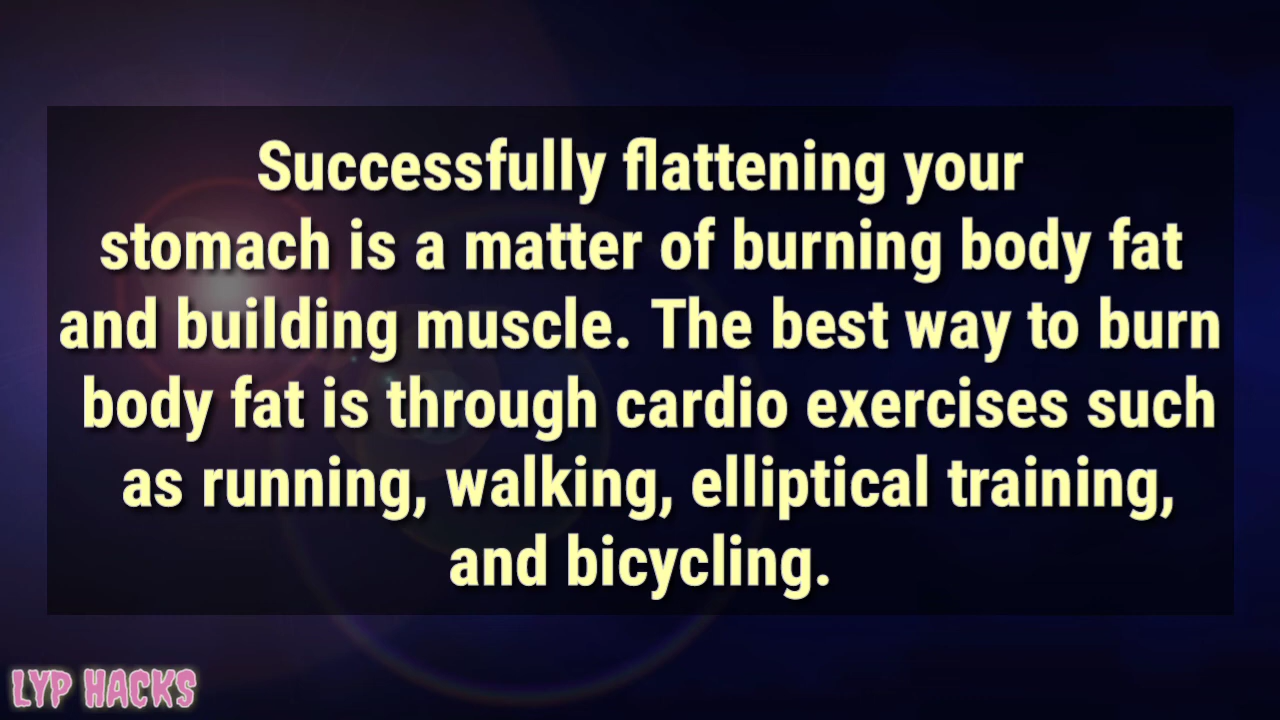 Successfully flattening your
stomach is a matter of burning body fat
and building muscle. The best way to burn
body fat is through cardio exercises such
as running, walking, elliptical training,
and bicycling.
LYP HACKS